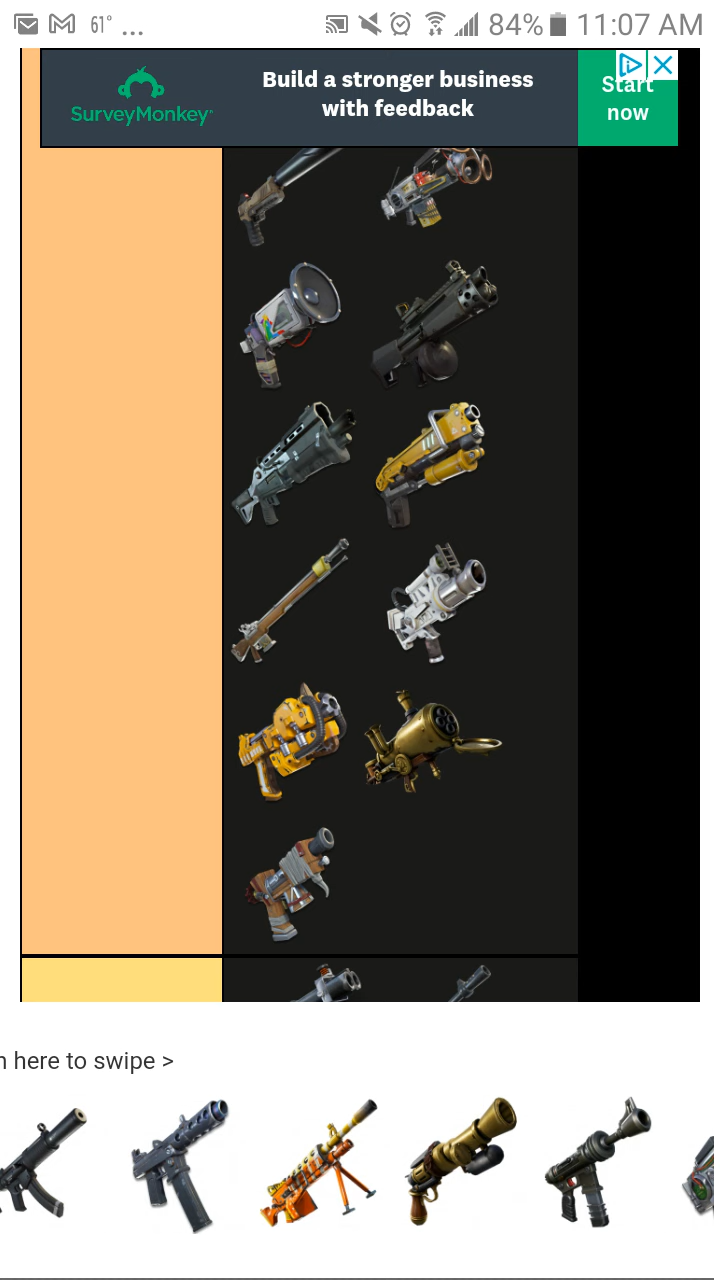 61° ... 84% 11:07 AM
SurveyMonkey
Build a stronger business
with feedback
Start
now
n here to swipe >